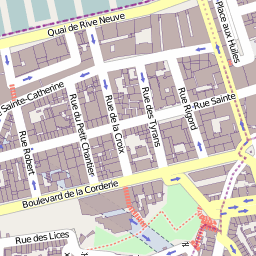 Quai de Rive Neuve
Place aux Huiles
Sainte-Catherine
Rue Sainte
Rue Robert
Rue du Petit Chantier
Rue de la Croix
Rue des Tyrans
Rue Rigord
Boulevard de la Corderie
Rue des Lices